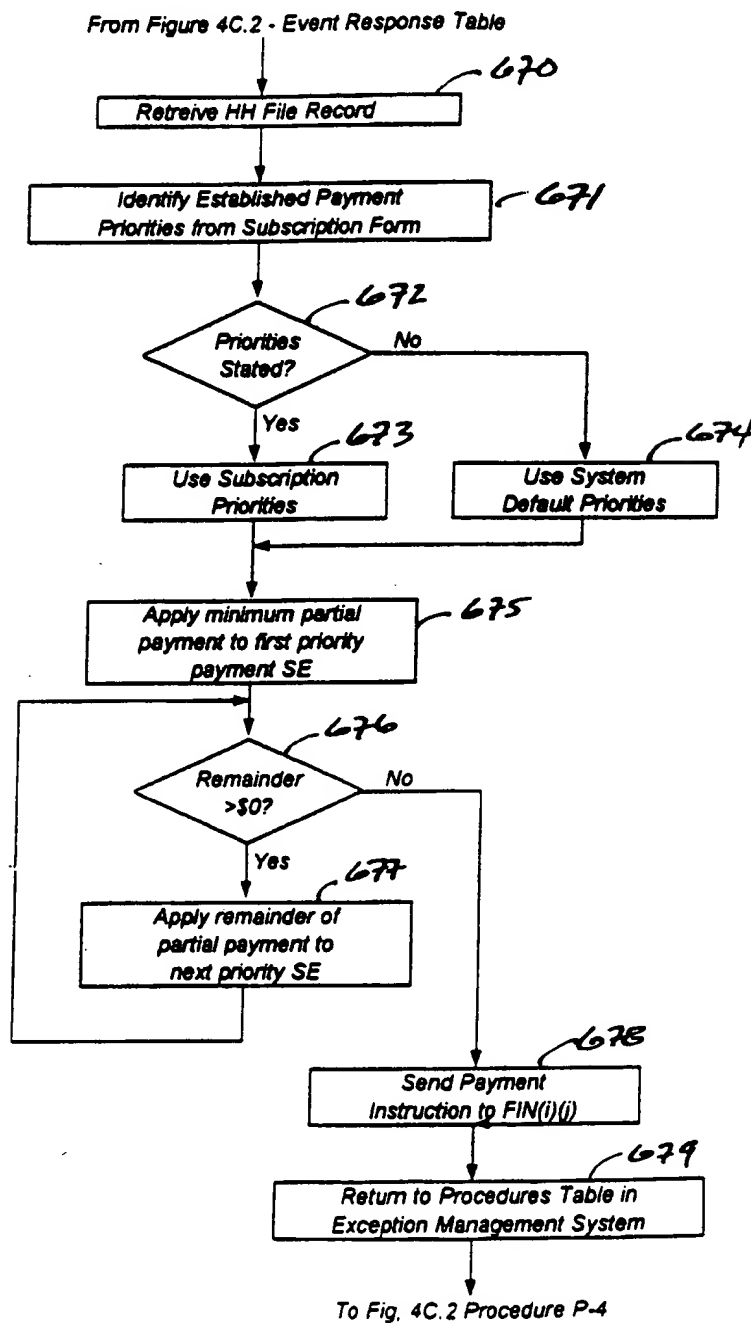 From Figure 4C.2 - Event Response Table
670
Retreive HH File Record
671
Identify Established Payment
Priorities from Subscription Form
672
Priorities
Stated?
No
Yes
673
674
Use Subscription
Priorities
Use System
Default Priorities
675
Apply minimum partial
payment to first priority
payment SE
676
Remainder
>$0?
No
Yes
677
Apply remainder of
partial payment to
next priority SE
678
Send Payment
Instruction to FIN(i)(j)
679
Return to Procedures Table in
Exception Management System
To Fig, 4C.2 Procedure P-4